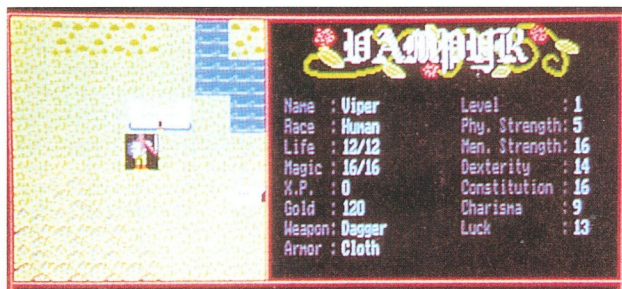 VAMPYR
Name : Viper Level : 1
Race : Human Phy. Strength: 5
Life : 12/12 Men. Strength: 16
Magic : 16/16 Dexterity : 14
X.P. : 0 Constitution : 16
Gold : 120 Charisma : 9
Weapon: Dagger Luck : 13
Armor : Cloth